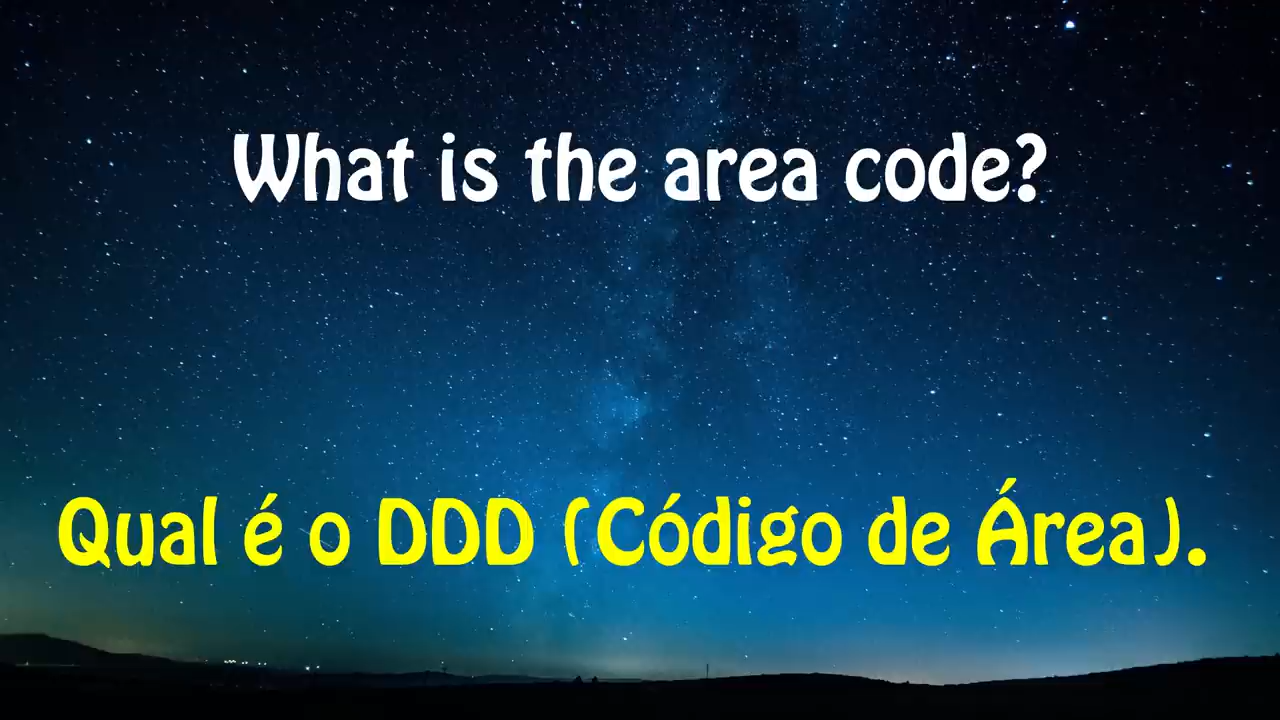 What is the area code?
Qual é o DDD (Código de Área).